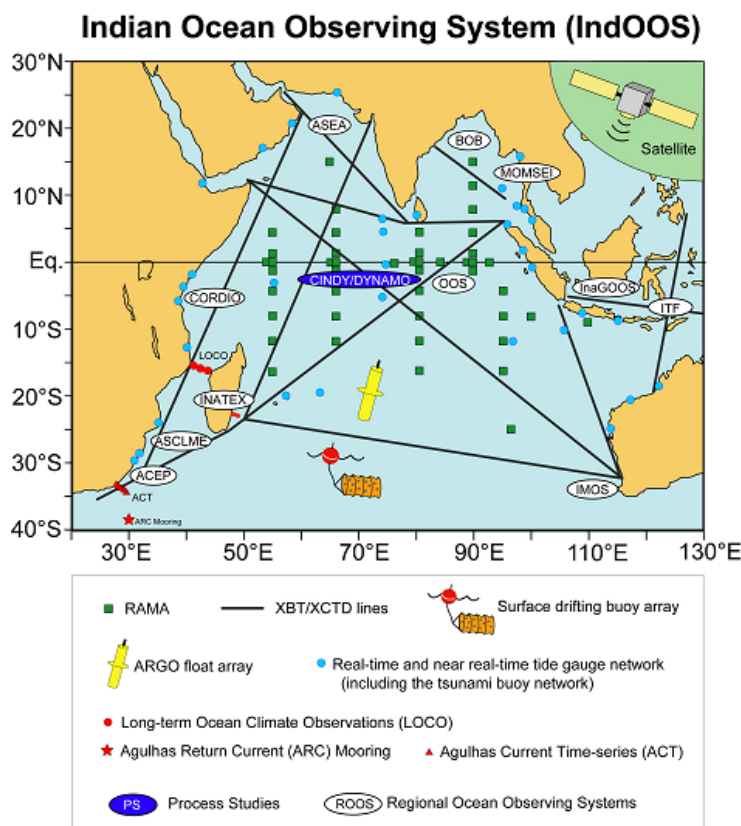 Indian Ocean Observing System (IndOOS)
30°N
20°N
10°N
Eq.
10°S
20°S
30°S
40°S
30°E
50°E
70°E
90°E
110°E
130°E
ASEA
BOB
MOMSEI
Satellite
CINDY/DYNAMO
OOS
InaGOOS
ITF
CORDIO
LOCO
INATEX
ASCLME
ACEP
ACT
ARC Mooring
IMOS
RAMA
XBT/XCTD lines
Surface drifting buoy array
ARGO float array
Real-time and near real-time tide gauge network
(including the tsunami buoy network)
Long-term Ocean Climate Observations (LOCO)
Agulhas Return Current (ARC) Mooring
Agulhas Current Time-series (ACT)
PS
Process Studies
ROOS
Regional Ocean Observing Systems